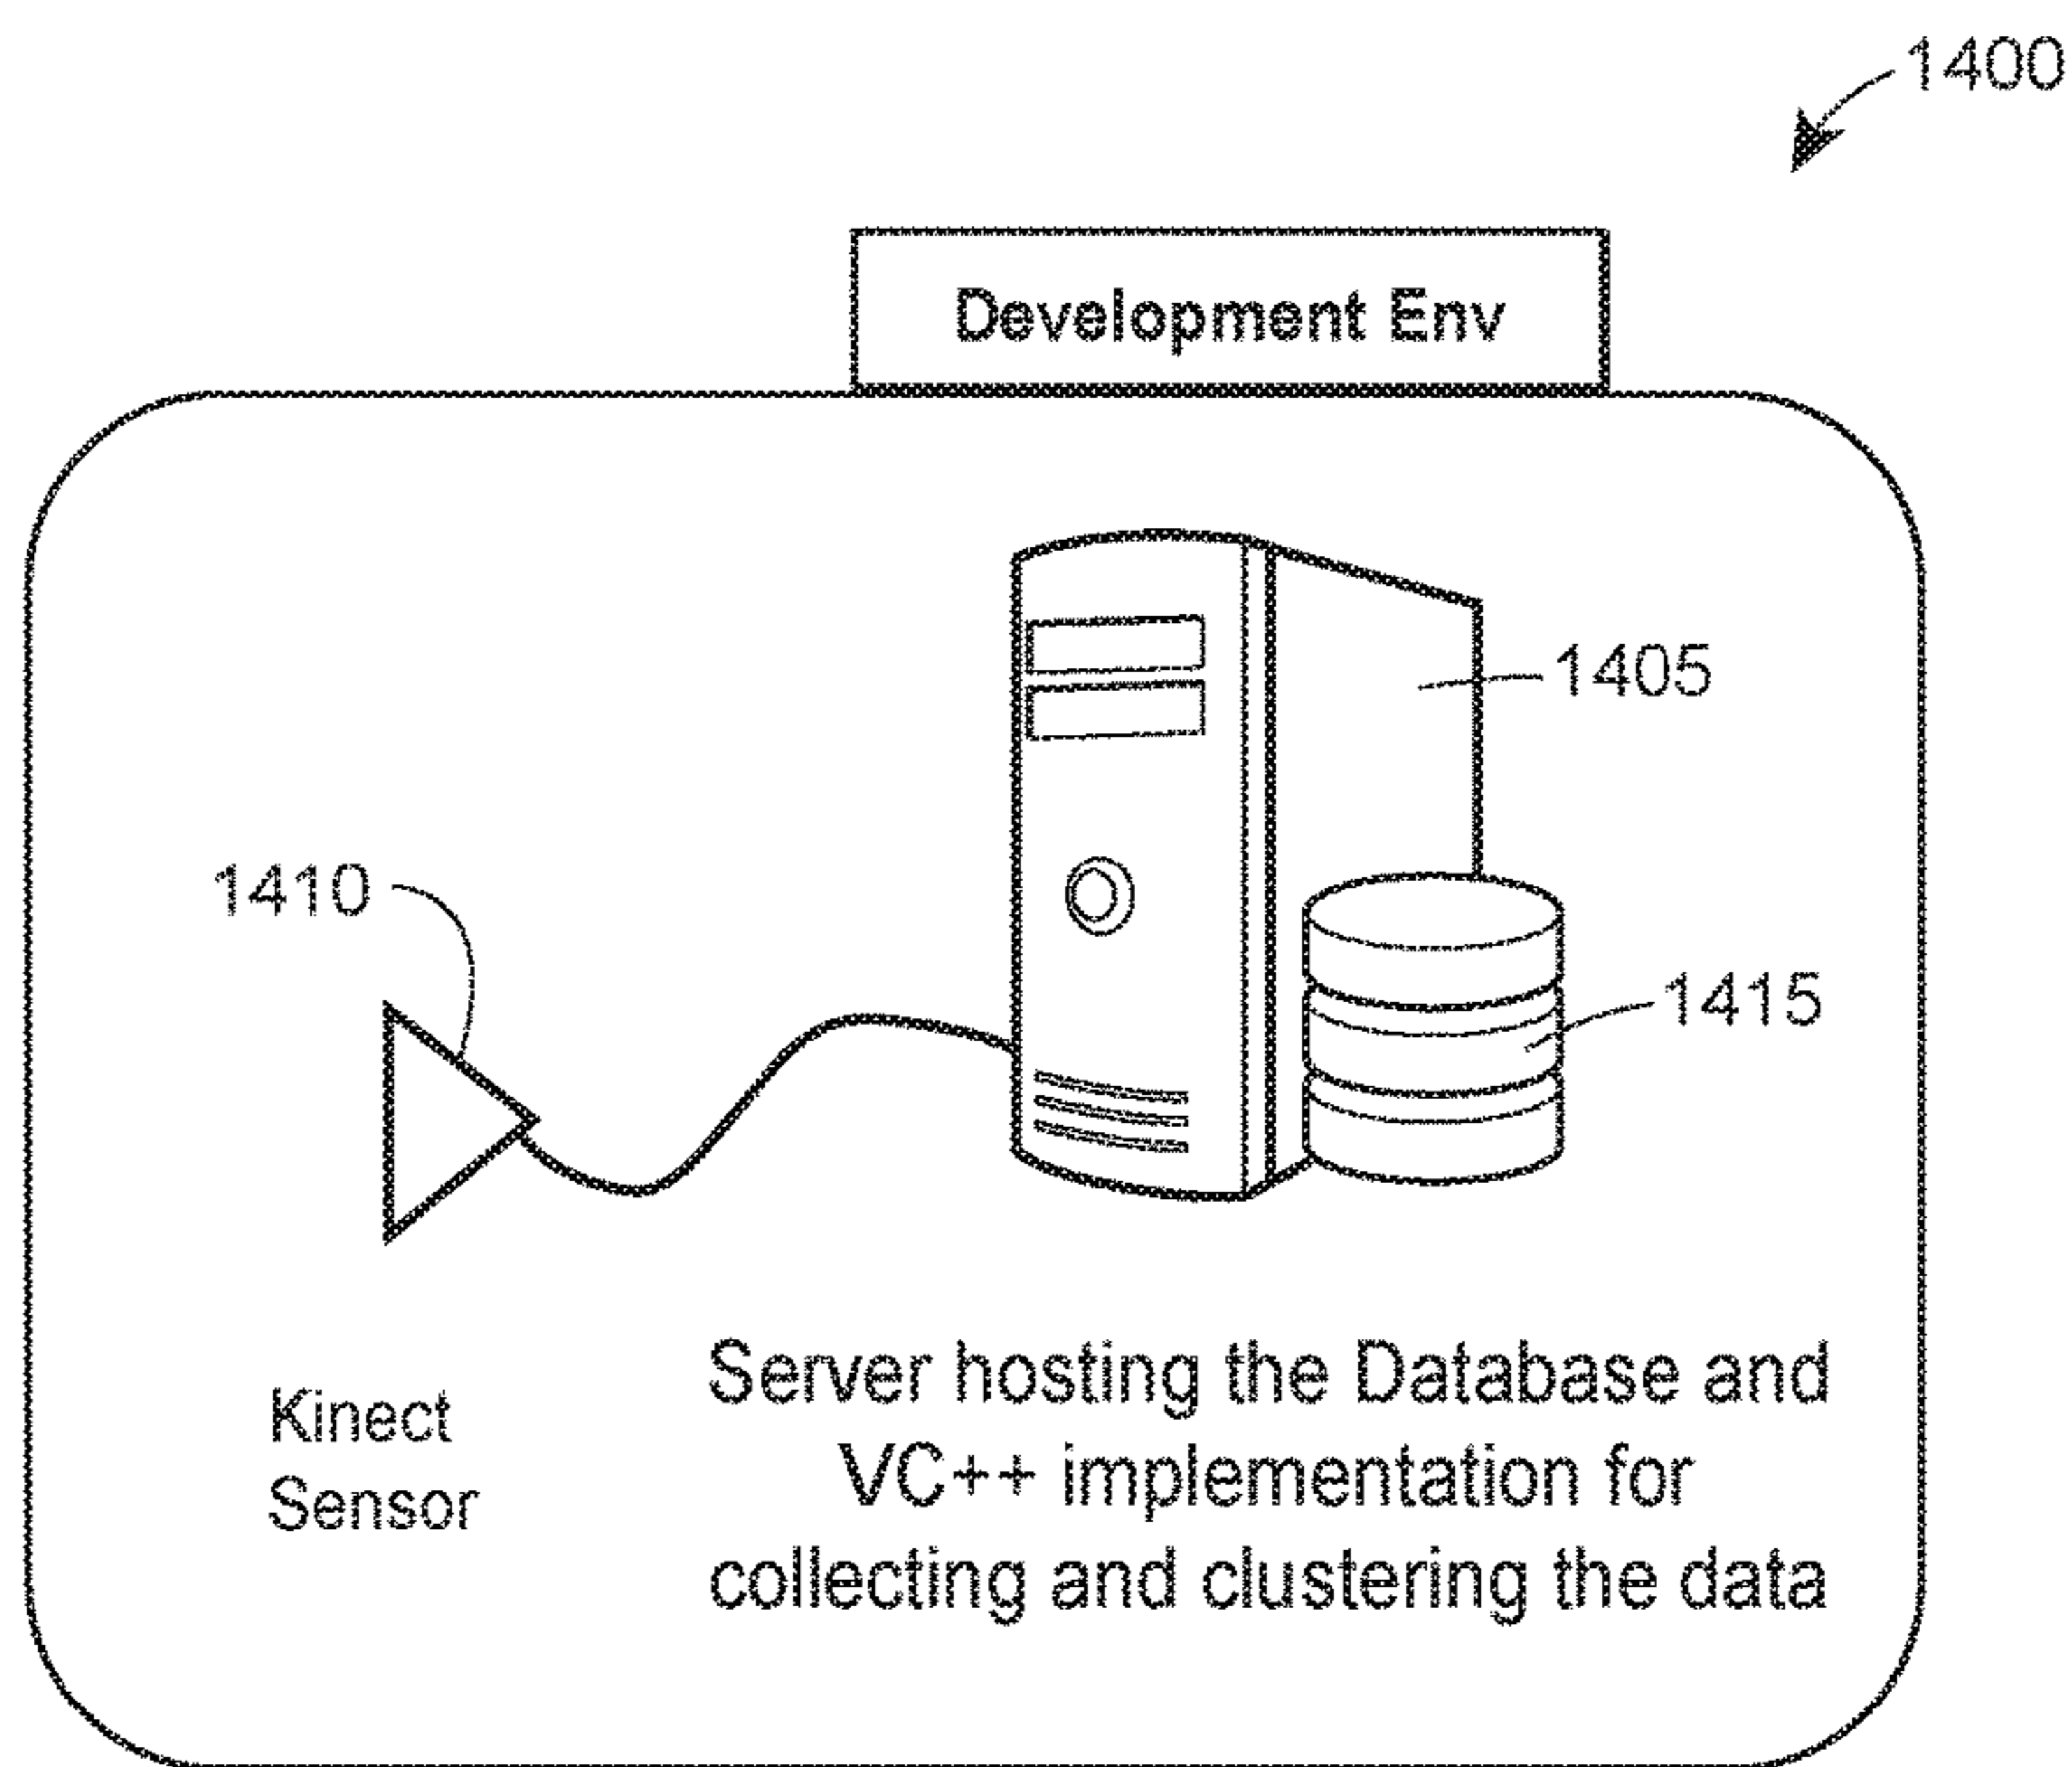 1400
Development Env
1405
1410
1415
Kinect
Sensor
Server hosting the Database and
VC++ implementation for
collecting and clustering the data